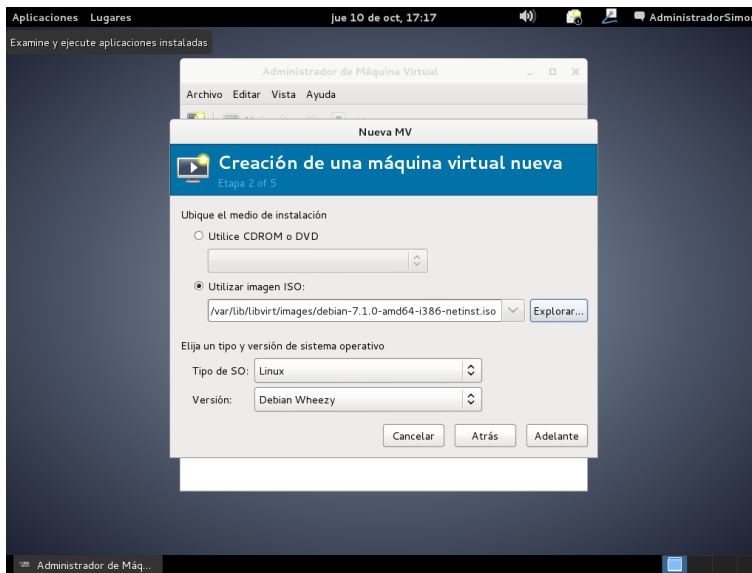 Aplicaciones Lugares jue 10 de oct, 17:17 AdministradorSimon
Examine y ejecute aplicaciones instaladas
Administrador de Máquina Virtual
Archivo Editar Vista Ayuda
Nueva MV
Creación de una máquina virtual nueva
Etapa 2 of 5
Ubique el medio de instalación
Utilice CDROM o DVD
Utilizar imagen ISO:
/var/lib/libvirt/images/debian-7.1.0-amd64-i386-netinst.iso Explorar...
Elija un tipo y versión de sistema operativo
Tipo de SO: Linux
Versión: Debian Wheezy
Cancelar Atrás Adelante
Administrador de Máq...